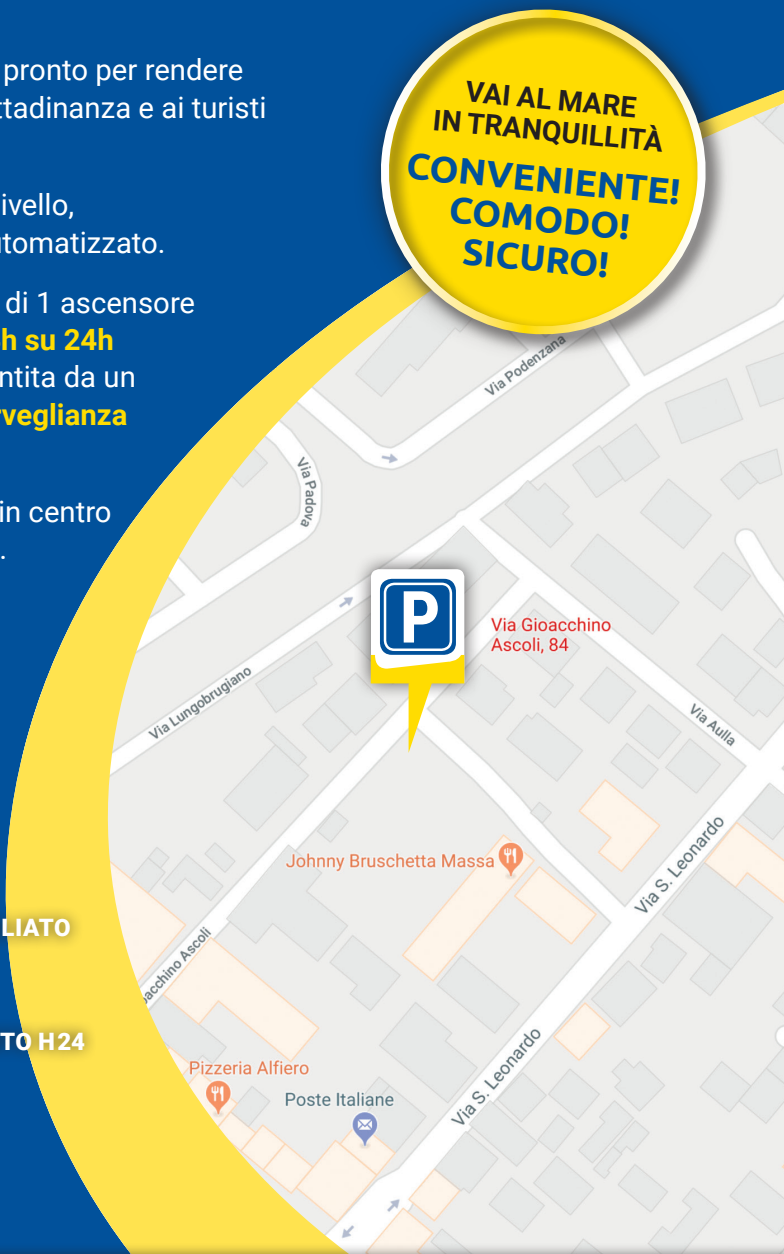 pronto per rendere
ttadinanza e ai turisti
ivello,
utomatizzato.
di 1 ascensore
h su 24h
ntita da un
rveglianza
in centro
.
LIATO
TO H24
VAI AL MARE
IN TRANQUILLITÀ
CONVENIENTE!
COMODO!
SICURO!
Via Podenzana
Via Padova
P
Via Gioacchino
Ascoli, 84
Via Lungobrugiano
Via Aulla
Johnny Bruschetta Massa
Via S. Leonardo
acchino Ascoli
Pizzeria Alfiero
Poste Italiane
Via S. Leonardo